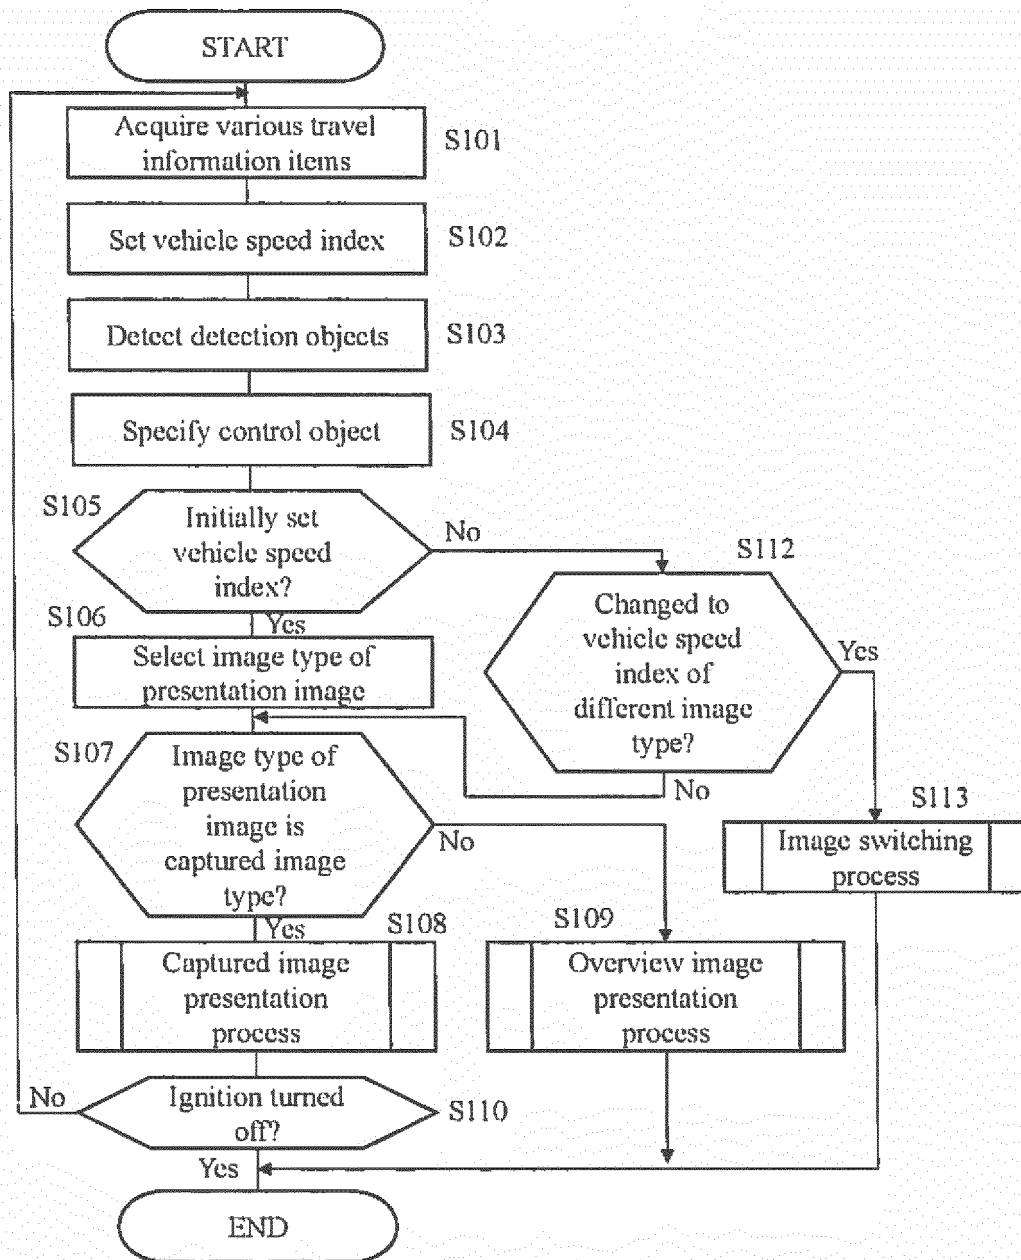 START
Acquire various travel
information items
S101
Set vehicle speed index
S102
Detect detection objects
S103
Specify control object
S104
S105
Initially set
vehicle speed
index?
No
Yes
S112
Changed to
vehicle speed
index of
different image
type?
Yes
No
S106
Select image type of
presentation image
S107
Image type of
presentation
image is
captured image
type?
No
Yes
S113
Image switching
process
S108
Captured image
presentation
process
S109
Overview image
presentation
process
No
Ignition turned
off?
S110
Yes
END